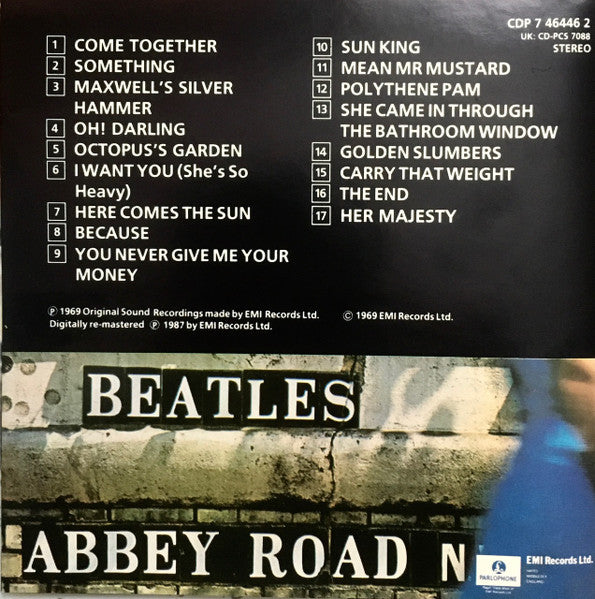 CDP 7 46446 2
UK: CD-PCS 7088
STEREO
1 COME TOGETHER
2 SOMETHING
3 MAXWELL'S SILVER
HAMMER
4 OH! DARLING
5 OCTOPUS'S GARDEN
6 I WANT YOU (She's So
Heavy)
7 HERE COMES THE SUN
8 BECAUSE
9 YOU NEVER GIVE ME YOUR
MONEY
10 SUN KING
11 MEAN MR MUSTARD
12 POLYTHENE PAM
13 SHE CAME IN THROUGH
THE BATHROOM WINDOW
14 GOLDEN SLUMBERS
15 CARRY THAT WEIGHT
16 THE END
17 HER MAJESTY
℗ 1969 Original Sound Recordings made by EMI Records Ltd.
Digitally re-mastered ℗ 1987 by EMI Records Ltd.
© 1969 EMI Records Ltd.
BEATLES
ABBEY ROAD N
PARLOPHONE
EMI Records Ltd.
HAYES
MIDDLESEX
ENGLAND